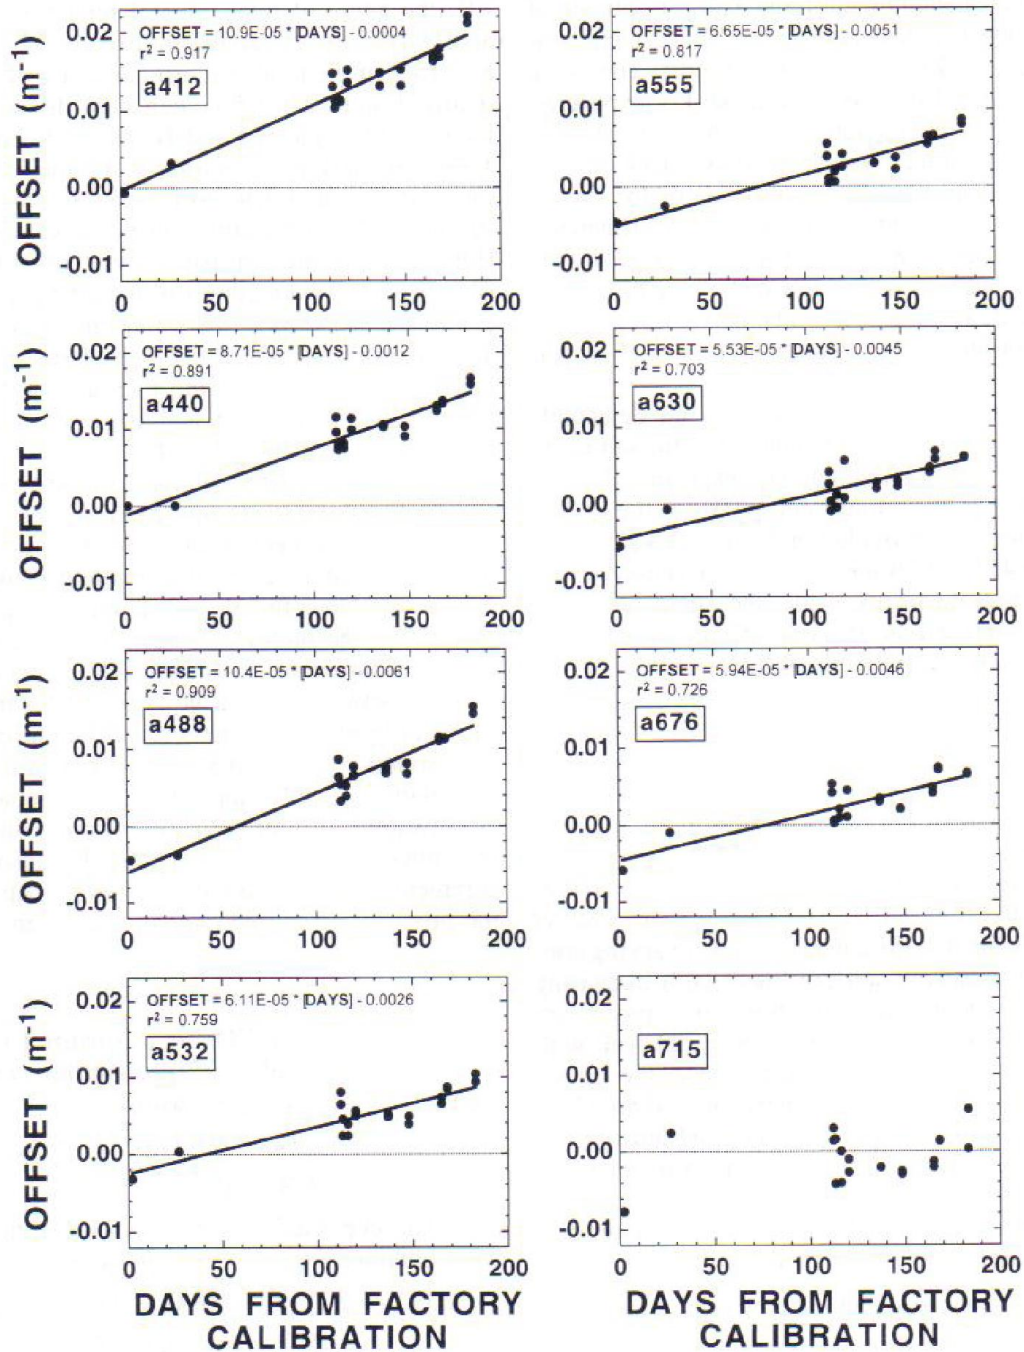 OFFSET (m-1)
0.02
0.01
0.00
-0.01
OFFSET = 10.9E-05 * [DAYS] - 0.0004
r2 = 0.917
a412
0 50 100 150 200
0.02
0.01
0.00
-0.01
OFFSET = 6.65E-05 * [DAYS] - 0.0051
r2 = 0.817
a555
0 50 100 150 200
OFFSET (m-1)
0.02
0.01
0.00
-0.01
OFFSET = 8.71E-05 * [DAYS] - 0.0012
r2 = 0.891
a440
0 50 100 150 200
0.02
0.01
0.00
-0.01
OFFSET = 5.53E-05 * [DAYS] - 0.0045
r2 = 0.703
a630
0 50 100 150 200
OFFSET (m-1)
0.02
0.01
0.00
-0.01
OFFSET = 10.4E-05 * [DAYS] - 0.0061
r2 = 0.909
a488
0 50 100 150 200
0.02
0.01
0.00
-0.01
OFFSET = 5.94E-05 * [DAYS] - 0.0046
r2 = 0.726
a676
0 50 100 150 200
OFFSET (m-1)
0.02
0.01
0.00
-0.01
OFFSET = 6.11E-05 * [DAYS] - 0.0026
r2 = 0.759
a532
0 50 100 150 200
DAYS FROM FACTORY
CALIBRATION
0.02
0.01
0.00
-0.01
a715
0 50 100 150 200
DAYS FROM FACTORY
CALIBRATION